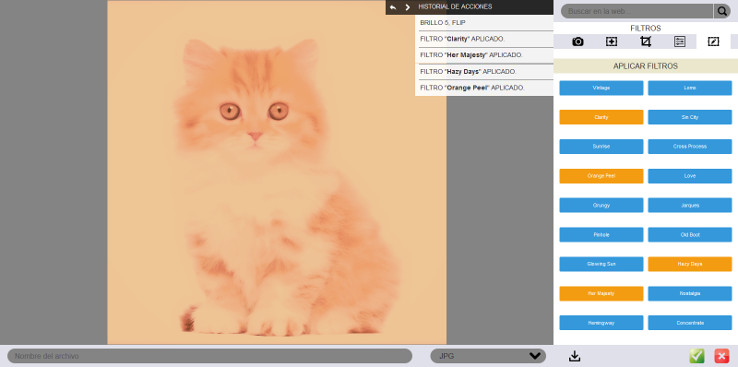 HISTORIAL DE ACCIONES
BRILLO 5, FLIP
FILTRO "Clarity" APLICADO.
FILTRO "Her Majesty" APLICADO.
FILTRO "Hazy Days" APLICADO.
FILTRO "Orange Peel" APLICADO.
Buscar en la web...
FILTROS
APLICAR FILTROS
Vintage
Lomo
Clarity
Sin City
Sunrise
Cross Process
Orange Peel
Love
Grungy
Jarques
Pinhole
Old Boot
Glowing Sun
Hazy Days
Her Majesty
Nostalgia
Hemingway
Concentrate
Nombre del archivo
JPG